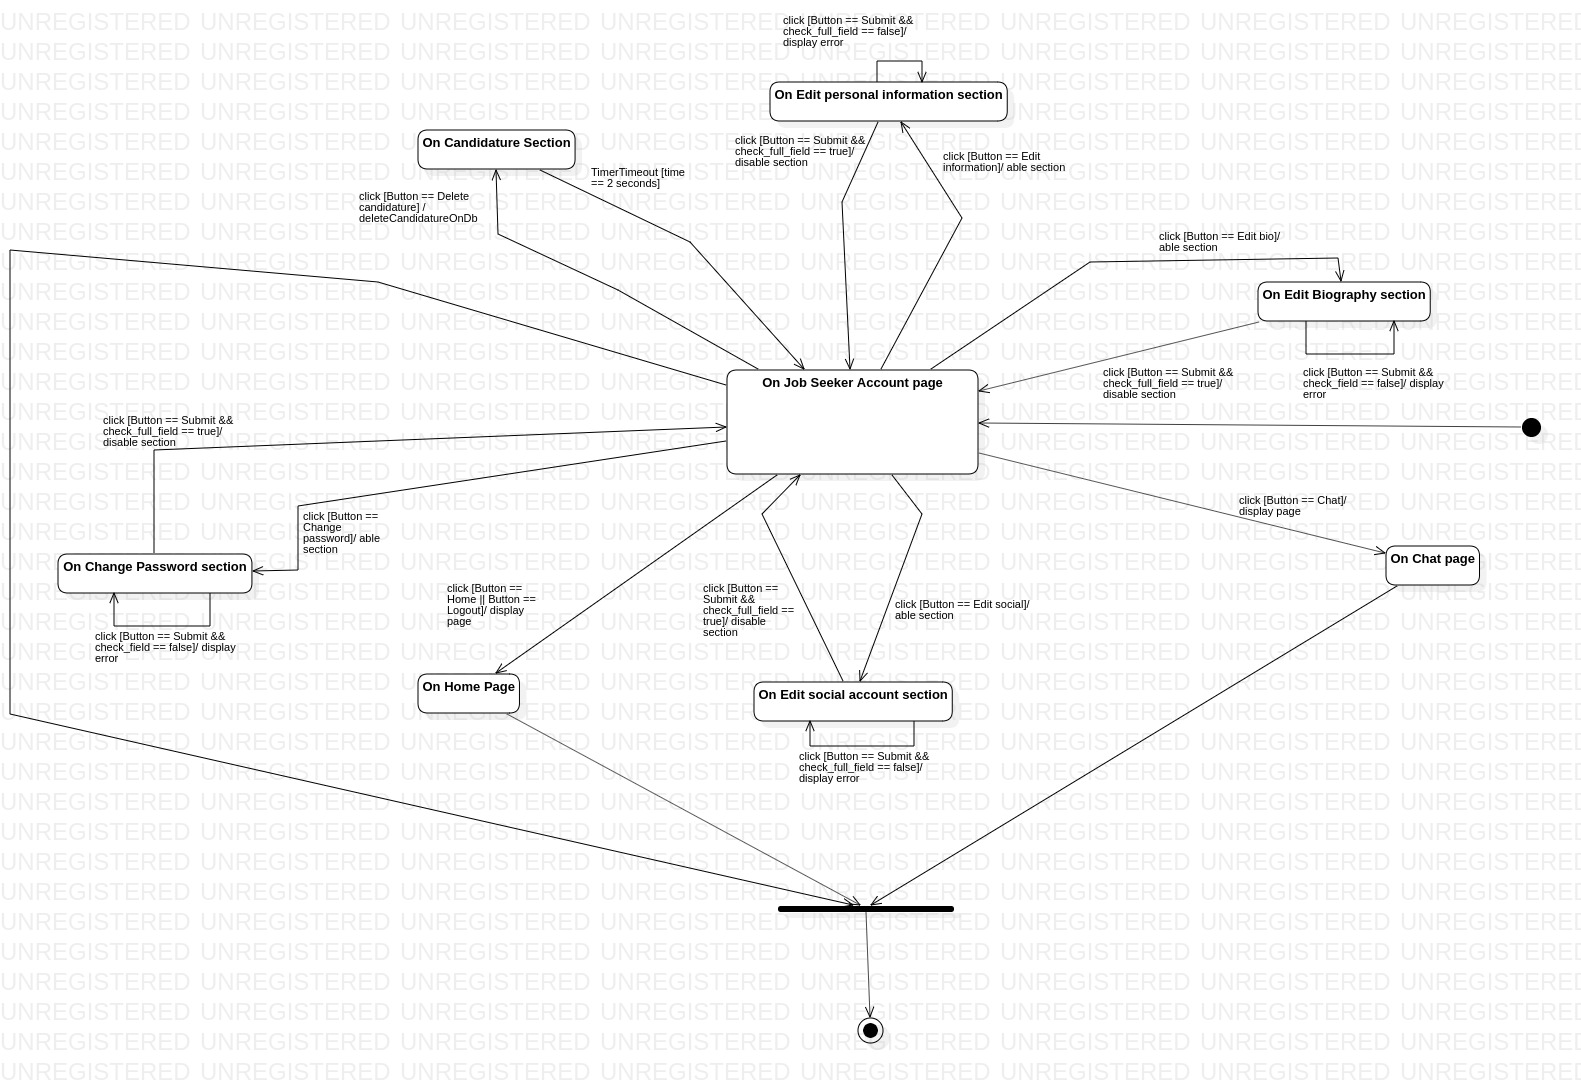 click [Button == Submit &&
check_full_field == false]/
display error
On Edit personal information section
On Candidature Section
click [Button == Submit &&
check_full_field == true]/
disable section
click [Button == Edit
information]/ able section
TimerTimeout [time
== 2 seconds]
click [Button == Delete
candidature] /
deleteCandidatureOnDb
click [Button == Edit bio]/
able section
On Edit Biography section
click [Button == Submit &&
check_full_field == true]/
disable section
click [Button == Submit &&
check_field == false]/ display
error
On Job Seeker Account page
click [Button == Submit &&
check_full_field == true]/
disable section
click [Button ==
Change
password]/ able
section
click [Button == Chat]/
display page
On Change Password section
On Chat page
click [Button == Submit &&
check_field == false]/ display
error
click [Button ==
Home || Button ==
Logout]/ display
page
click [Button ==
Submit &&
check_full_field ==
true]/ disable
section
click [Button == Edit social]/
able section
On Home Page
On Edit social account section
click [Button == Submit &&
check_full_field == false]/
display error
UNREGISTERED